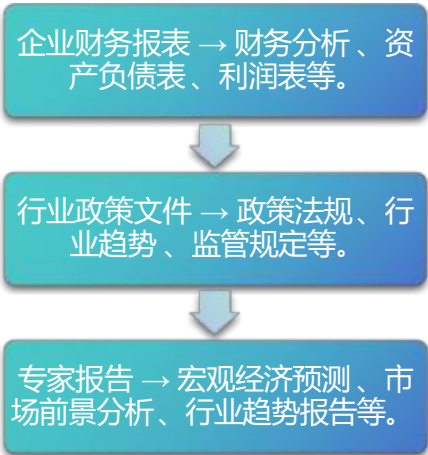 企业财务报表 → 财务分析 、资
产负债表 、利润表等。
行业政策文件 → 政策法规、行
业趋势 、监管规定等。
专家报告 → 宏观经济预测 、市
场前景分析 、行业趋势报告等。